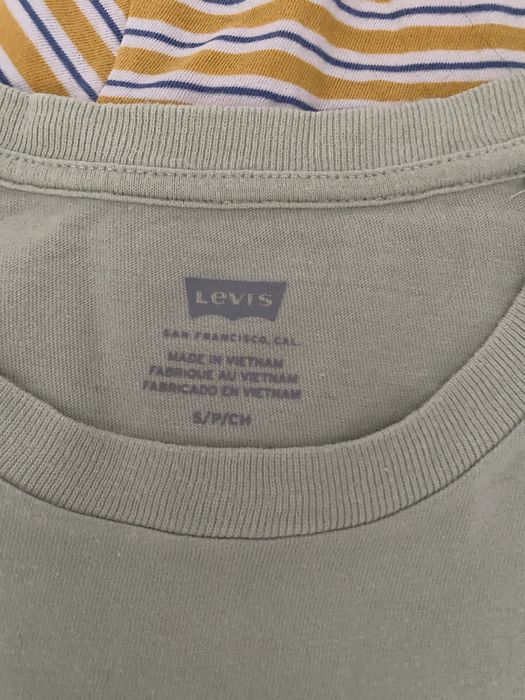 Levi's
SAN FRANCISCO, CAL.
MADE IN VIETNAM
FABRIQUE AU VIETNAM
FABRICADO EN VIETNAM
S/P/CH